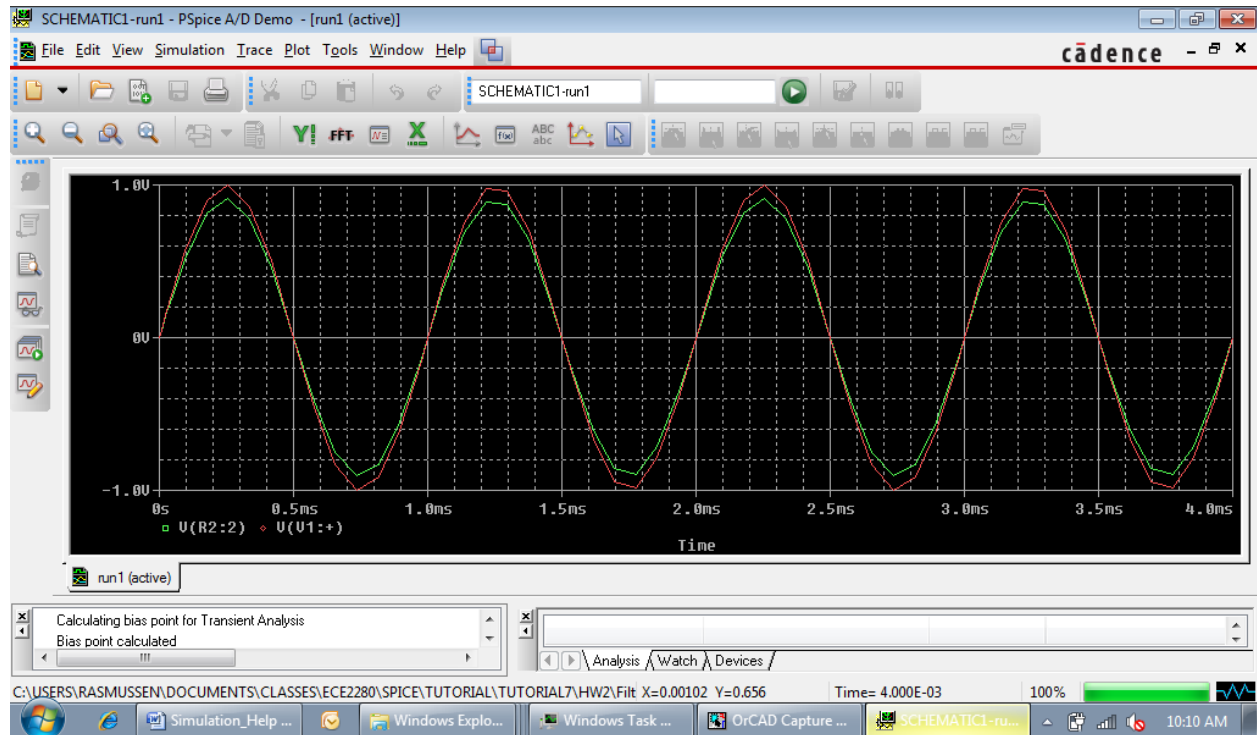 SCHEMATIC1-run1 - PSpice A/D Demo - [run1 (active)]
File Edit View Simulation Trace Plot Tools Window Help
cādence
SCHEMATIC1-run1
FFT
ABC
abc
1.0V
0V
-1.0V
0s 0.5ms 1.0ms 1.5ms 2.0ms 2.5ms 3.0ms 3.5ms 4.0ms
V(R2:2) V(V1:+)
Time
run1 (active)
Calculating bias point for Transient Analysis
Bias point calculated
Analysis Watch Devices
C:\USERS\RASMUSSEN\DOCUMENTS\CLASSES\ECE2280\SPICE\TUTORIAL\TUTORIAL7\HW2\Filt X=0.00102 Y=0.656 Time= 4.000E-03 100%
Simulation_Help ... Windows Explo... Windows Task ... OrCAD Capture ... SCHEMATIC1-ru... 10:10 AM